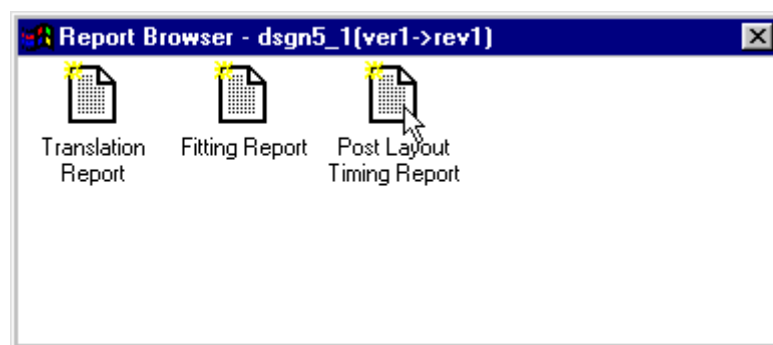 Report Browser - dsgn5_1(ver1->rev1)
Translation
Report
Fitting Report
Post Layout
Timing Report